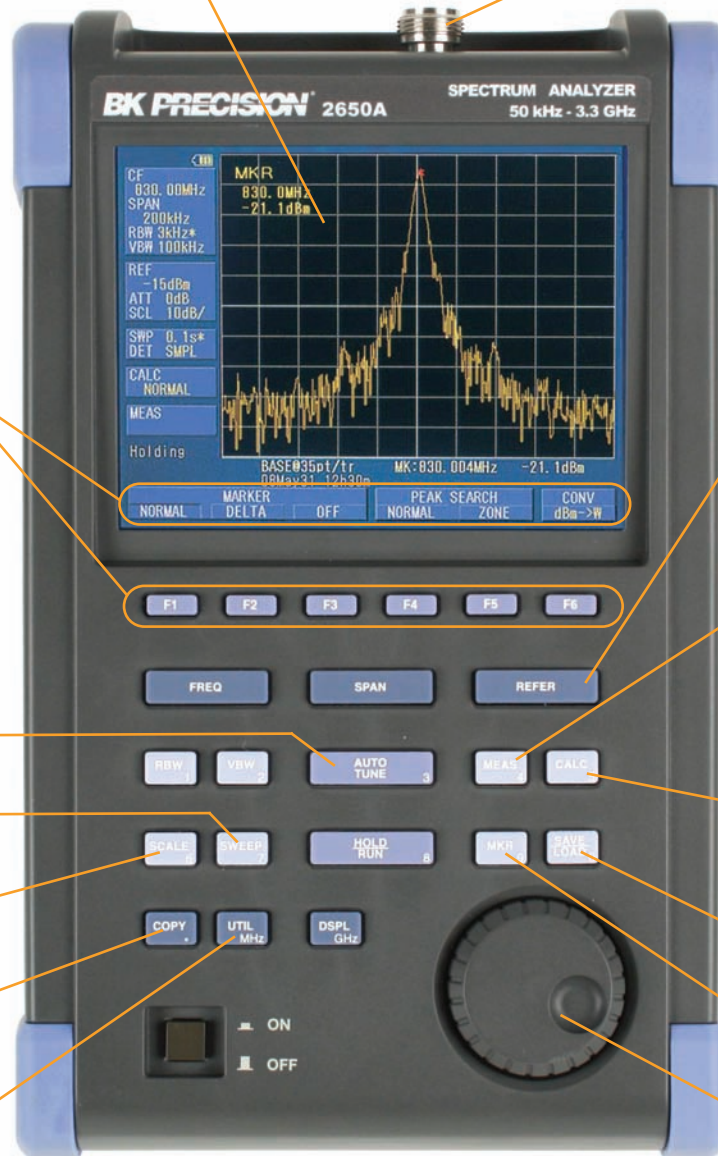 BK PRECISION® 2650A
SPECTRUM ANALYZER
50 kHz - 3.3 GHz
CF
830.00MHz
SPAN
200kHz
RBW 3kHz*
VBW 100kHz
REF
-15dBm
ATT 0dB
SCL 10dB/
SWP 0.1s*
DET SMPL
CALC
NORMAL
MEAS
Holding
MKR
830.0MHz
-21.1dBm
BASE@35pt/tr MK:830.004MHz -21.1dBm
08May31 12h30m
MARKER PEAK SEARCH CONV
NORMAL DELTA OFF NORMAL ZONE dBm->W
F1 F2 F3 F4 F5 F6
FREQ SPAN REFER
RBW 1 VBW 2 AUTO TUNE 3 MEAS 4 CALC
SCALE 6 SWEEP 7 HOLD RUN 8 MKR SAVE LOAD
COPY . UTIL MHz DSPL GHz
ON
OFF